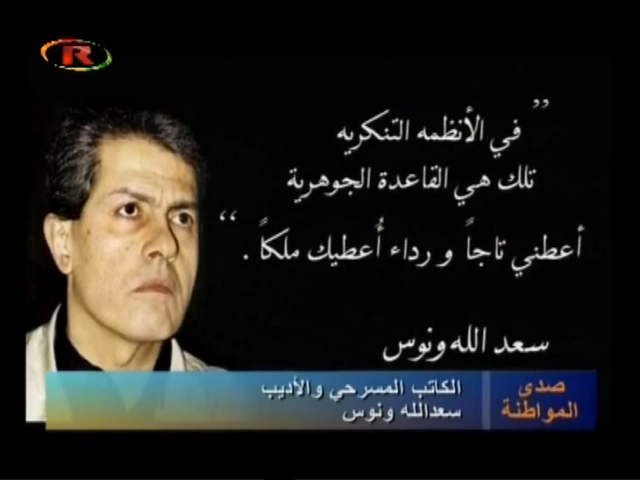 R
” في الأنظمه التنكريه
تلك هي القاعدة الجوهرية
أعطني تاجاً و رداء أُعطيك ملكاً . “
سعد الله ونوس
صدى المواطنة
الكاتب المسرحي والأديب
سعدالله ونوس